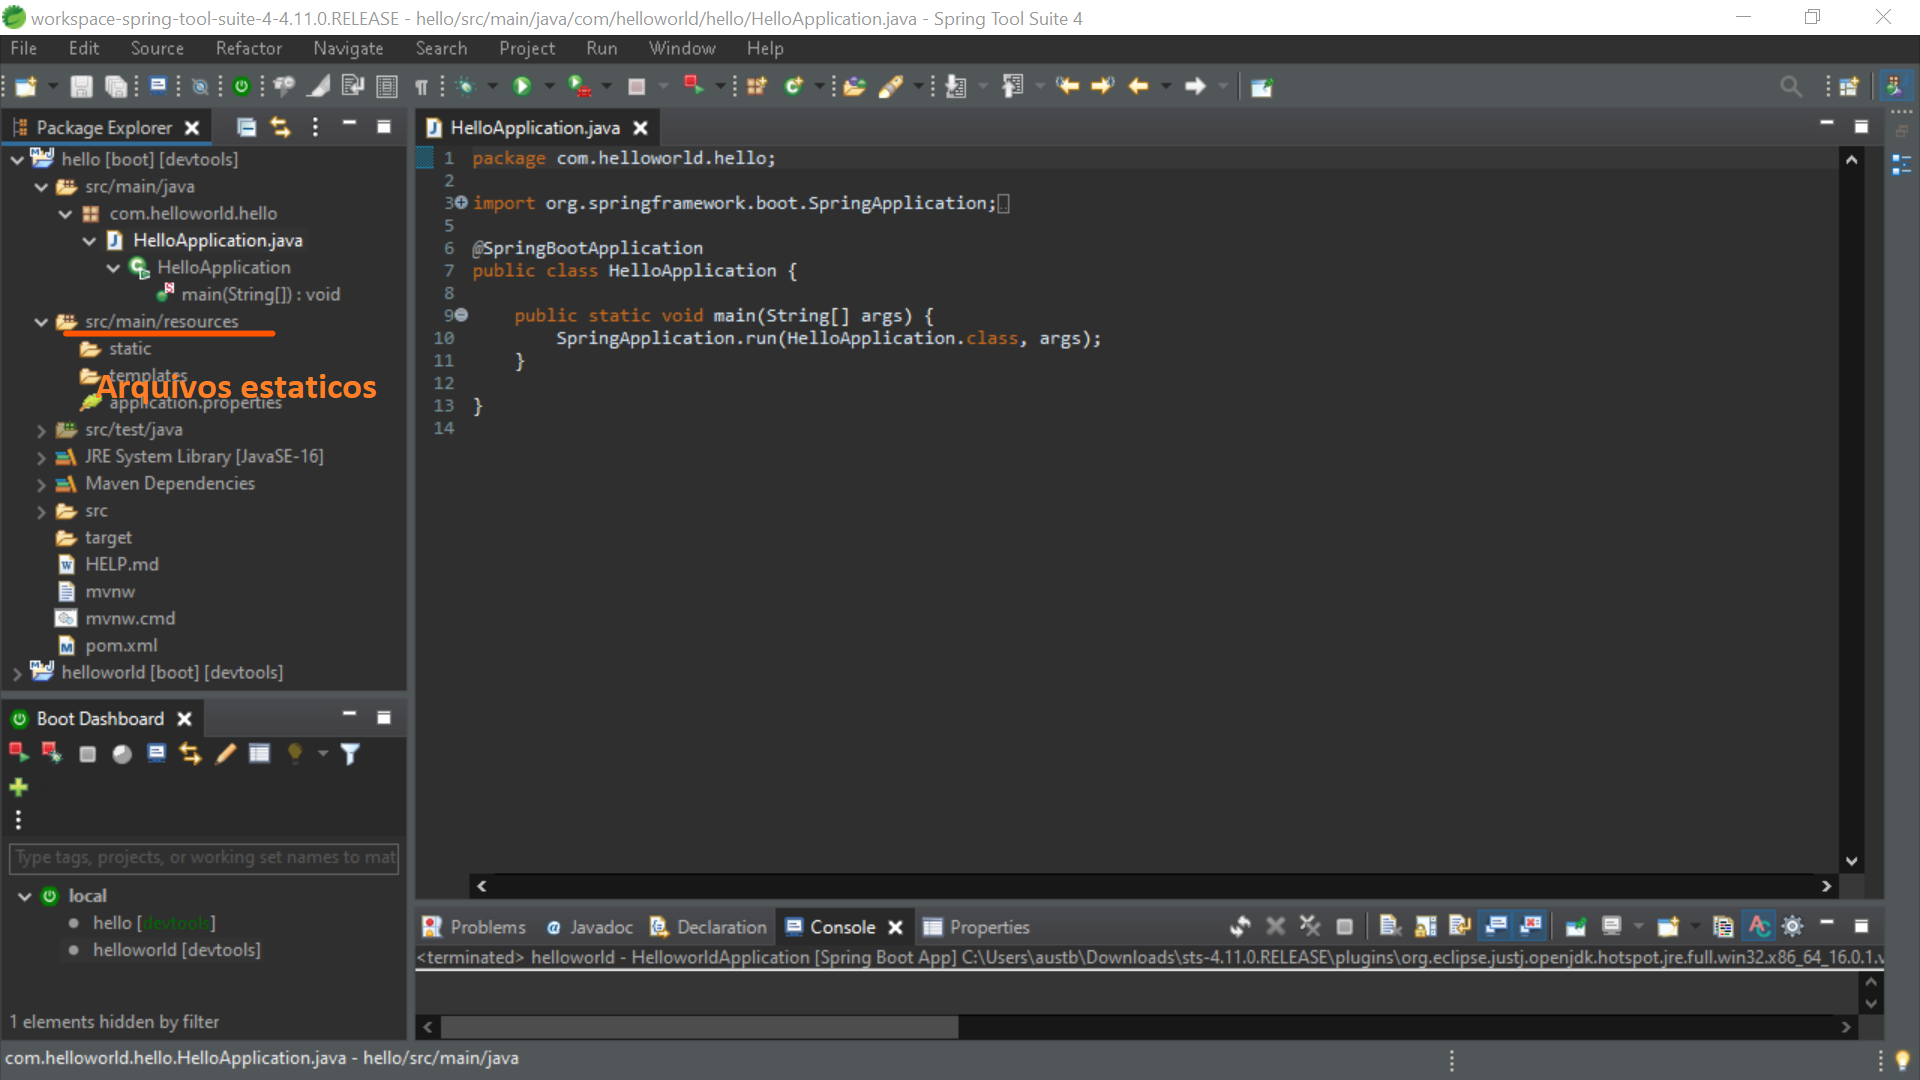 workspace-spring-tool-suite-4-4.11.0.RELEASE - hello/src/main/java/com/helloworld/hello/HelloApplication.java - Spring Tool Suite 4
File Edit Source Refactor Navigate Search Project Run Window Help
Package Explorer
hello [boot] [devtools]
src/main/java
com.helloworld.hello
HelloApplication.java
HelloApplication
main(String[]) : void
src/main/resources
static
templates
Arquivos estaticos
application.properties
src/test/java
JRE System Library [JavaSE-16]
Maven Dependencies
src
target
HELP.md
mvnw
mvnw.cmd
pom.xml
helloworld [boot] [devtools]
HelloApplication.java
1 package com.helloworld.hello;
2
3 import org.springframework.boot.SpringApplication;
5
6 @SpringBootApplication
7 public class HelloApplication {
8
9 public static void main(String[] args) {
10 SpringApplication.run(HelloApplication.class, args);
11 }
12
13 }
14
Boot Dashboard
Type tags, projects, or working set names to mat
local
hello [devtools]
helloworld [devtools]
1 elements hidden by filter
Problems Javadoc Declaration Console Properties
<terminated> helloworld - HelloworldApplication [Spring Boot App] C:\Users\austb\Downloads\sts-4.11.0.RELEASE\plugins\org.eclipse.justj.openjdk.hotspot.jre.full.win32.x86_64_16.0.1.v
com.helloworld.hello.HelloApplication.java - hello/src/main/java